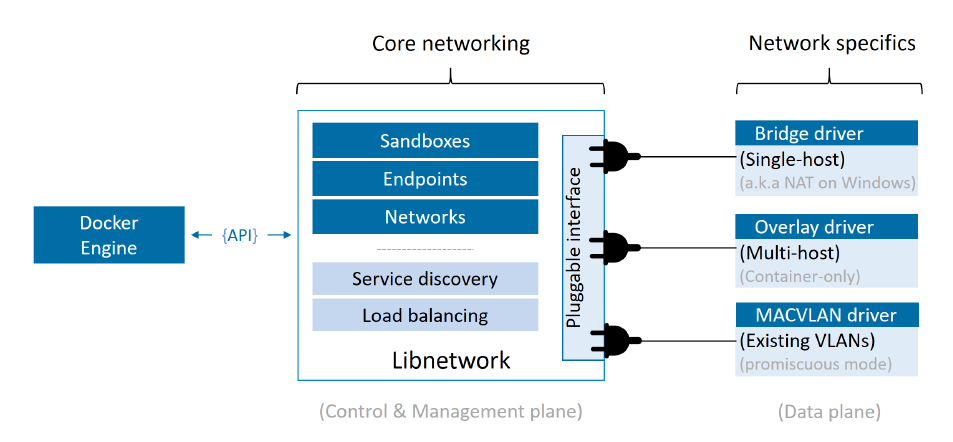 Core networking
Network specifics
Docker
Engine
{API}
Sandboxes
Endpoints
Networks
Service discovery
Load balancing
Libnetwork
Pluggable interface
Bridge driver
(Single-host)
(a.k.a NAT on Windows)
Overlay driver
(Multi-host)
(Container-only)
MACVLAN driver
(Existing VLANs)
(promiscuous mode)
(Control & Management plane)
(Data plane)